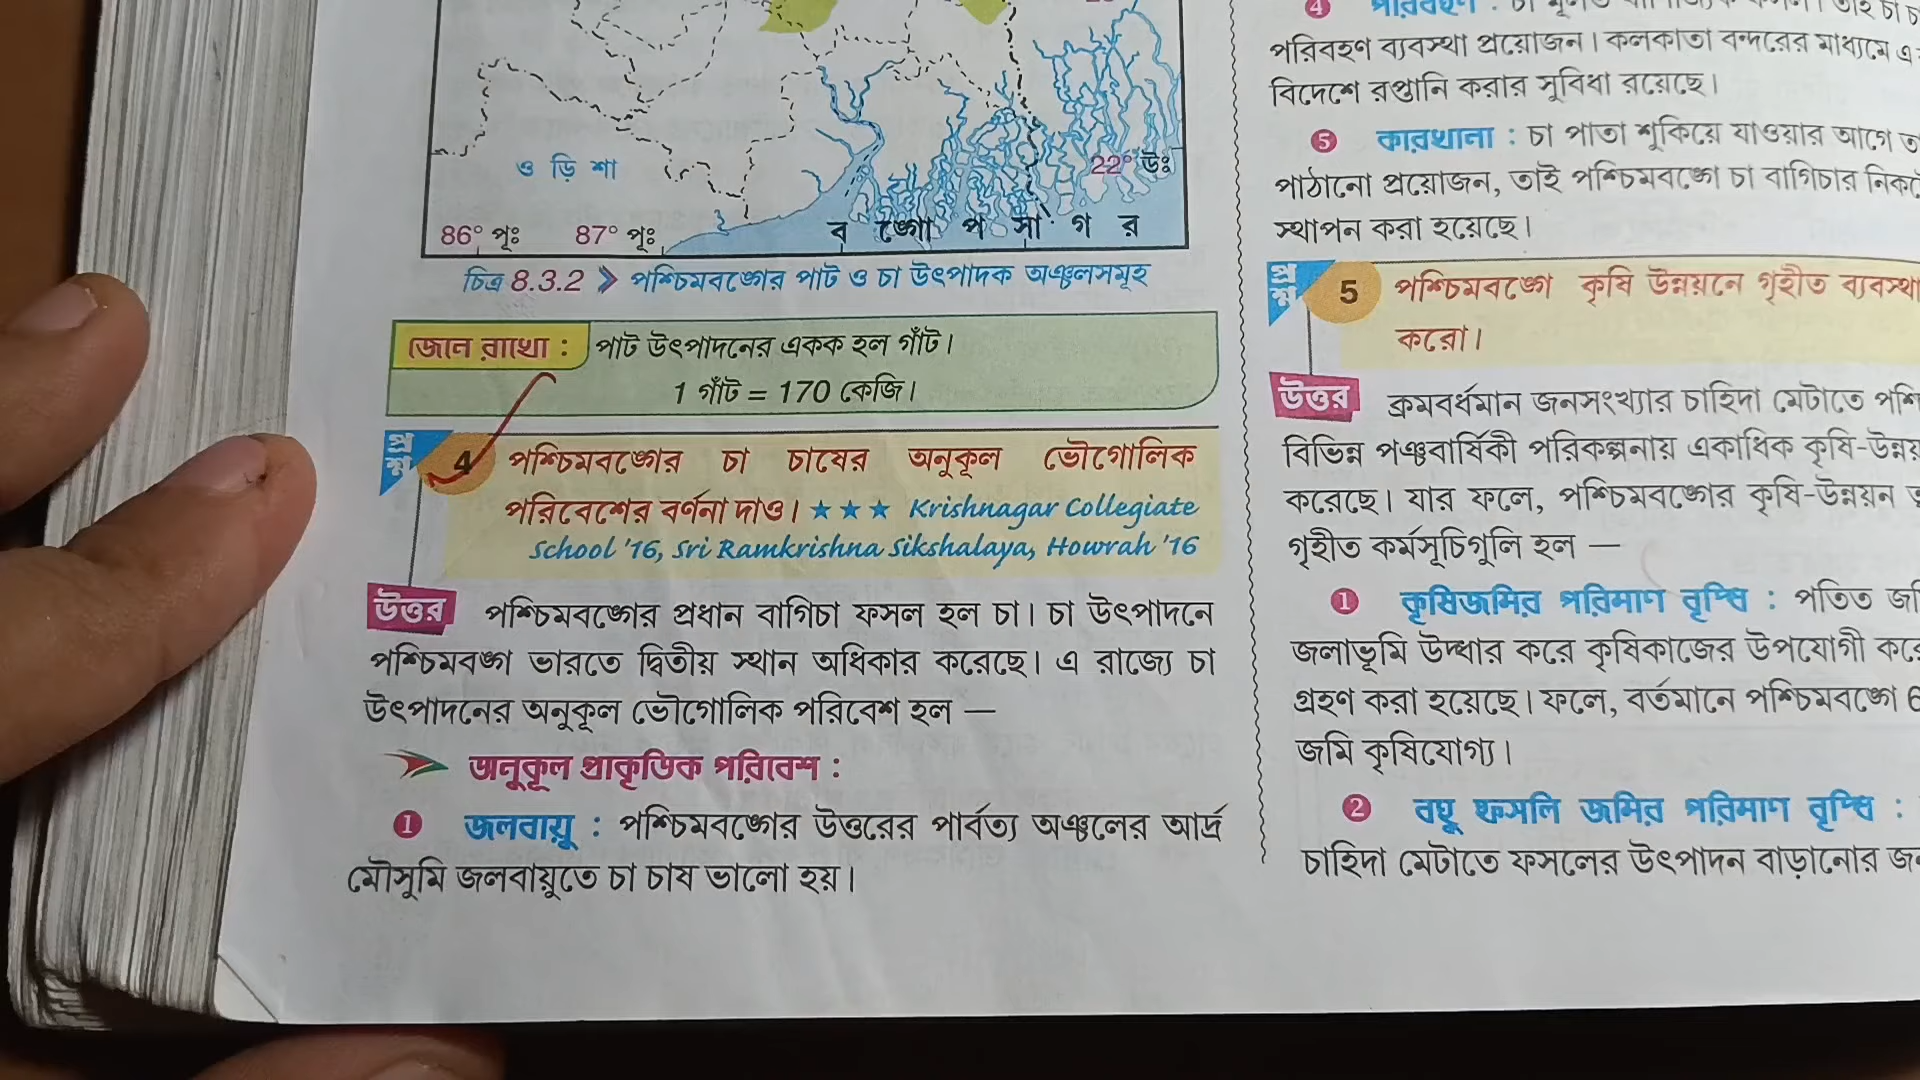 ও ড়ি শা
22° উঃ
86° পূঃ 87° পূঃ
ব ঙ্গো প সা গ র
চিত্র 8.3.2 পশ্চিমবঙ্গের পাট ও চা উৎপাদক অঞ্চলসমূহ
জেনে রাখো : পাট উৎপাদনের একক হল গাঁট।
1 গাঁট = 170 কেজি।
প্রশ্ন 4 পশ্চিমবঙ্গের চা চাষের অনুকূল ভৌগোলিক
পরিবেশের বর্ণনা দাও। ★ ★ ★ Krishnagar Collegiate
School '16, Sri Ramkrishna Sikshalaya, Howrah '16
উত্তর পশ্চিমবঙ্গের প্রধান বাগিচা ফসল হল চা। চা উৎপাদনে
পশ্চিমবঙ্গ ভারতে দ্বিতীয় স্থান অধিকার করেছে। এ রাজ্যে চা
উৎপাদনের অনুকূল ভৌগোলিক পরিবেশ হল —
অনুকূল প্রাকৃতিক পরিবেশ :
1 জলবায়ু : পশ্চিমবঙ্গের উত্তরের পার্বত্য অঞ্চলের আর্দ্র
মৌসুমি জলবায়ুতে চা চাষ ভালো হয়।
4 পরিবহণ :
পরিবহণ ব্যবস্থা প্রয়োজন। কলকাতা বন্দরের মাধ্যমে এ
বিদেশে রপ্তানি করার সুবিধা রয়েছে।
5 কারখানা : চা পাতা শুকিয়ে যাওয়ার আগে
পাঠানো প্রয়োজন, তাই পশ্চিমবঙ্গে চা বাগিচার
স্থাপন করা হয়েছে।
প্রশ্ন 5 পশ্চিমবঙ্গে কৃষি উন্নয়নে গৃহীত ব্যবস্থা
করো।
উত্তর ক্রমবর্ধমান জনসংখ্যার চাহিদা মেটাতে
বিভিন্ন পঞ্চবার্ষিকী পরিকল্পনায় একাধিক
করেছে। যার ফলে, পশ্চিমবঙ্গের কৃষি-উন্নয়ন
গৃহীত কর্মসূচিগুলি হল —
1 কৃষিজমির পরিমাণ বৃদ্ধি : পতিত
জলাভূমি উদ্ধার করে কৃষিকাজের উপযোগী
গ্রহণ করা হয়েছে। ফলে, বর্তমানে পশ্চিমবঙ্গে 6
জমি কৃষিযোগ্য।
2 বহু ফসলি জমির পরিমাণ বৃদ্ধি :
চাহিদা মেটাতে ফসলের উৎপাদন বাড়ানোর